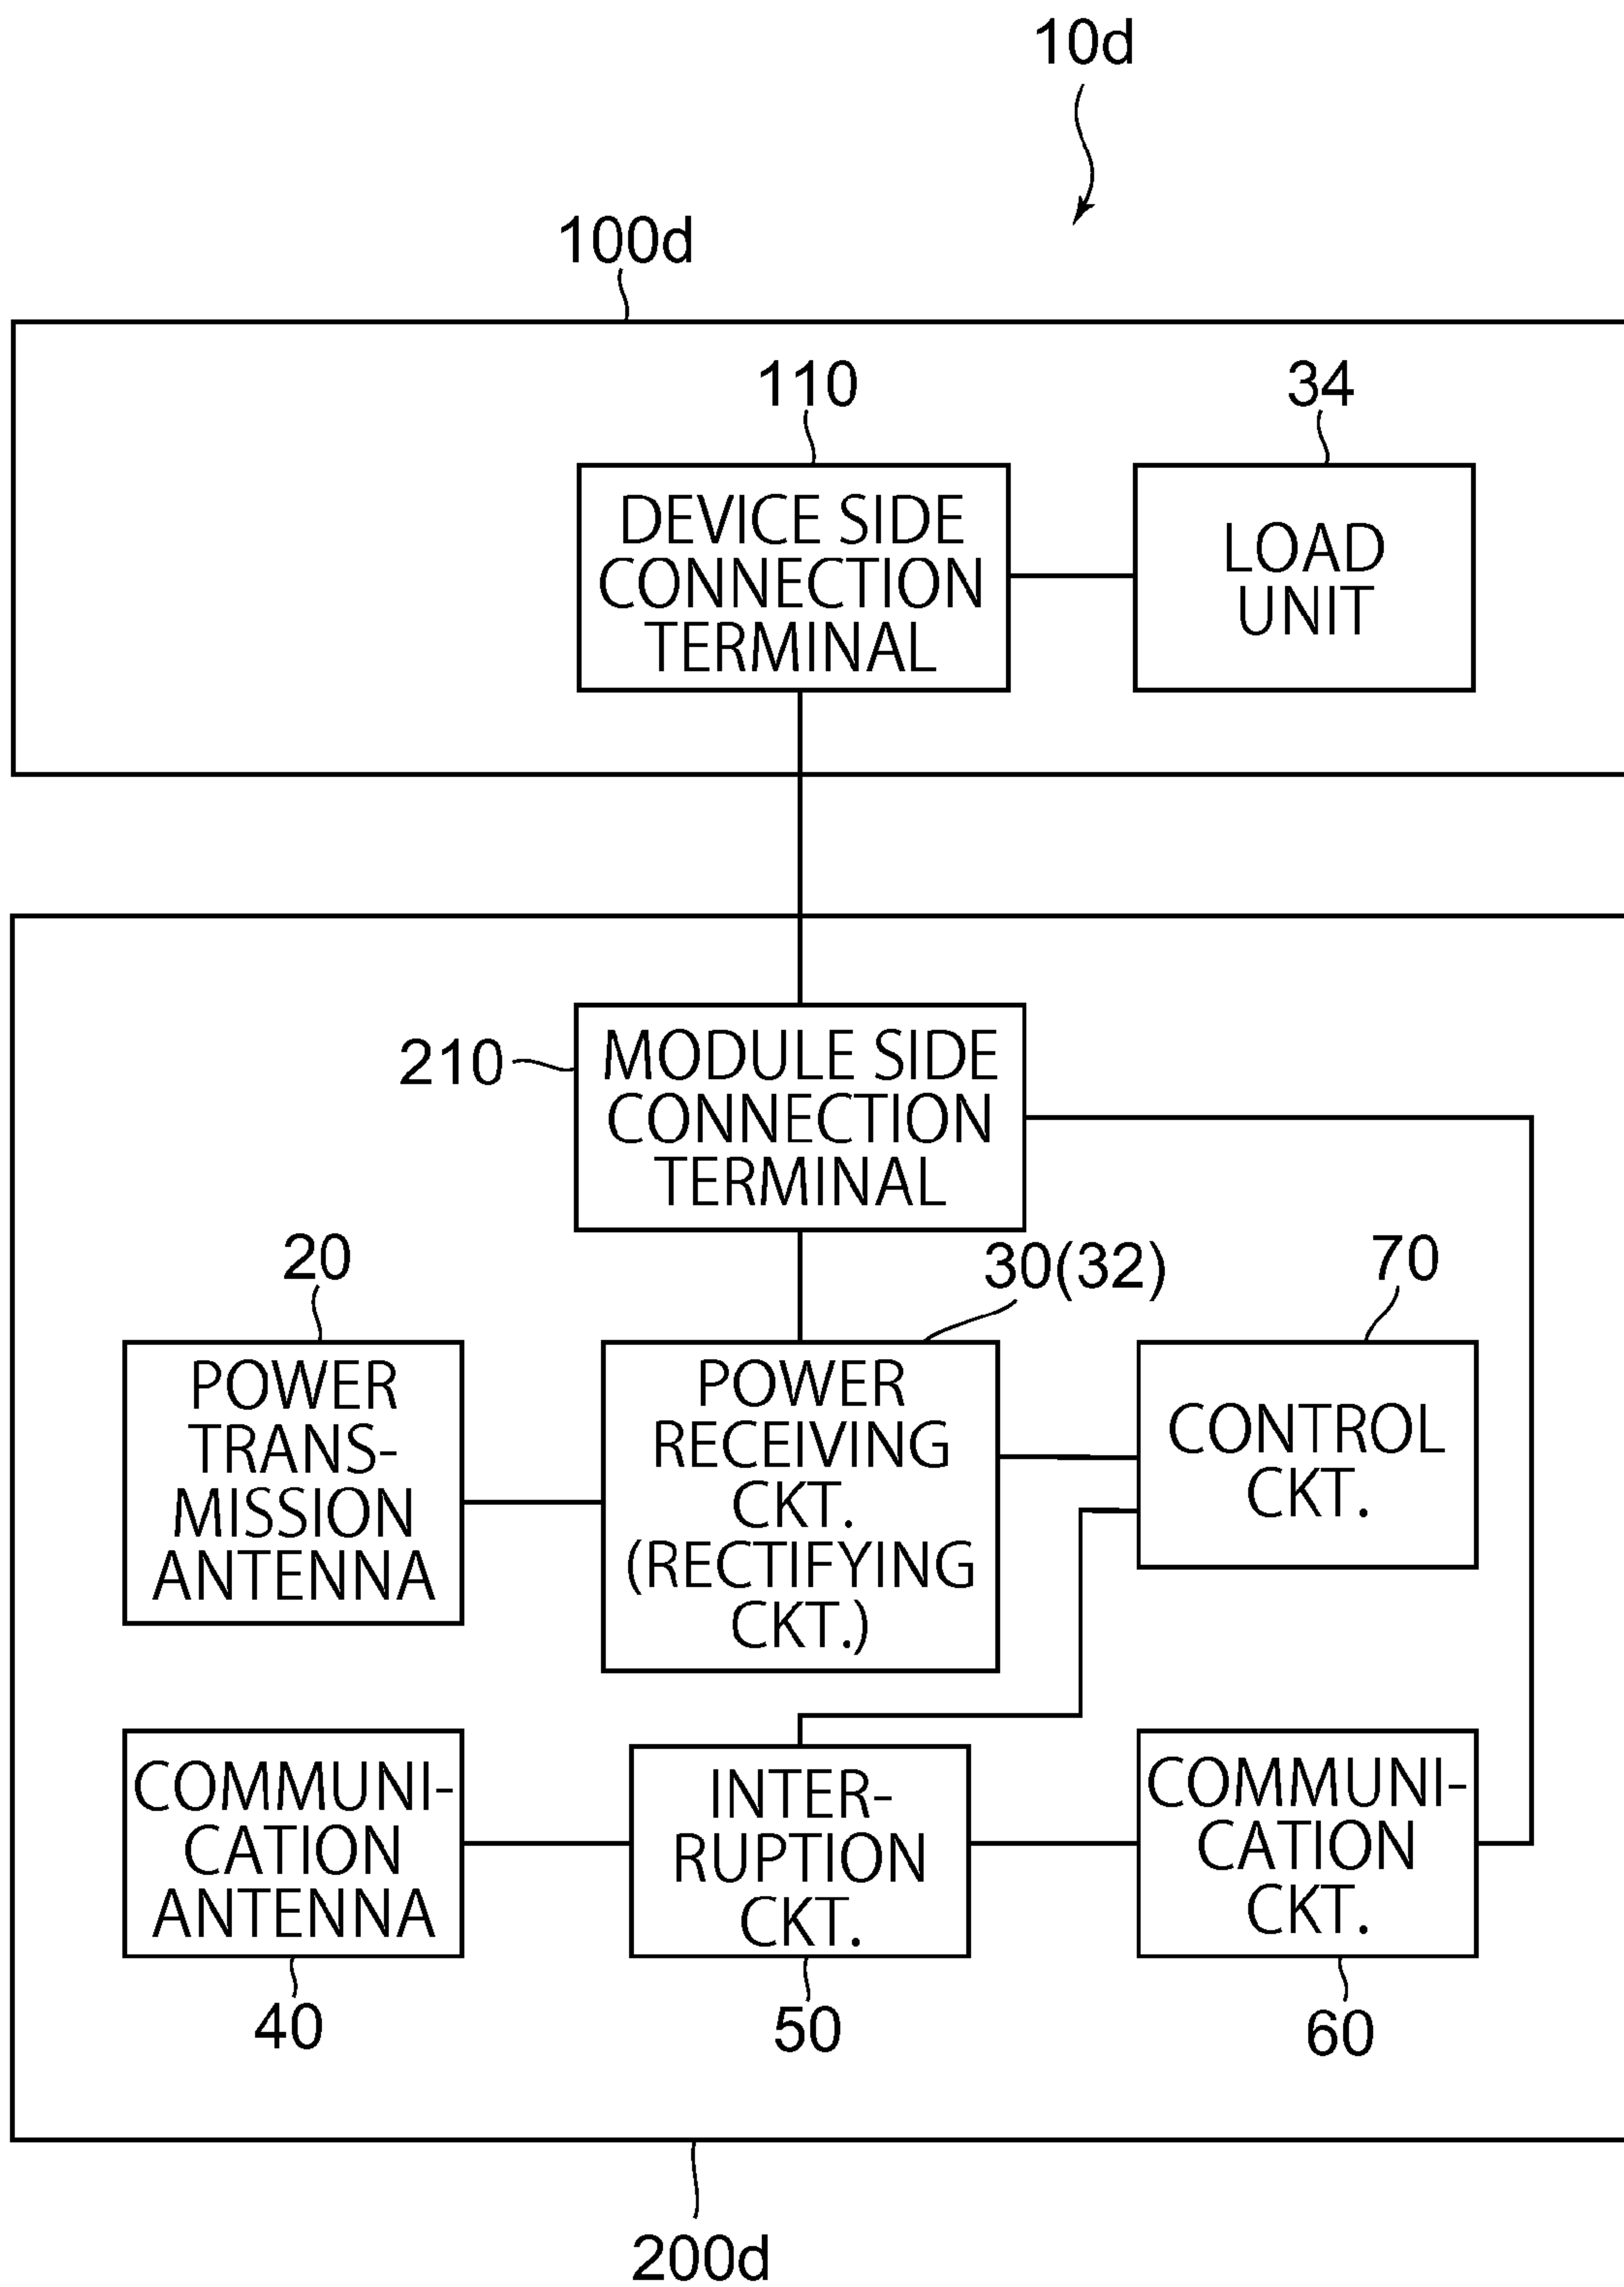 10d
100d
110
34
DEVICE SIDE
CONNECTION
TERMINAL
LOAD
UNIT
210
MODULE SIDE
CONNECTION
TERMINAL
20
30(32)
70
POWER
TRANS-
MISSION
ANTENNA
POWER
RECEIVING
CKT.
(RECTIFYING
CKT.)
CONTROL
CKT.
COMMUNI-
CATION
ANTENNA
INTER-
RUPTION
CKT.
COMMUNI-
CATION
CKT.
40
50
60
200d